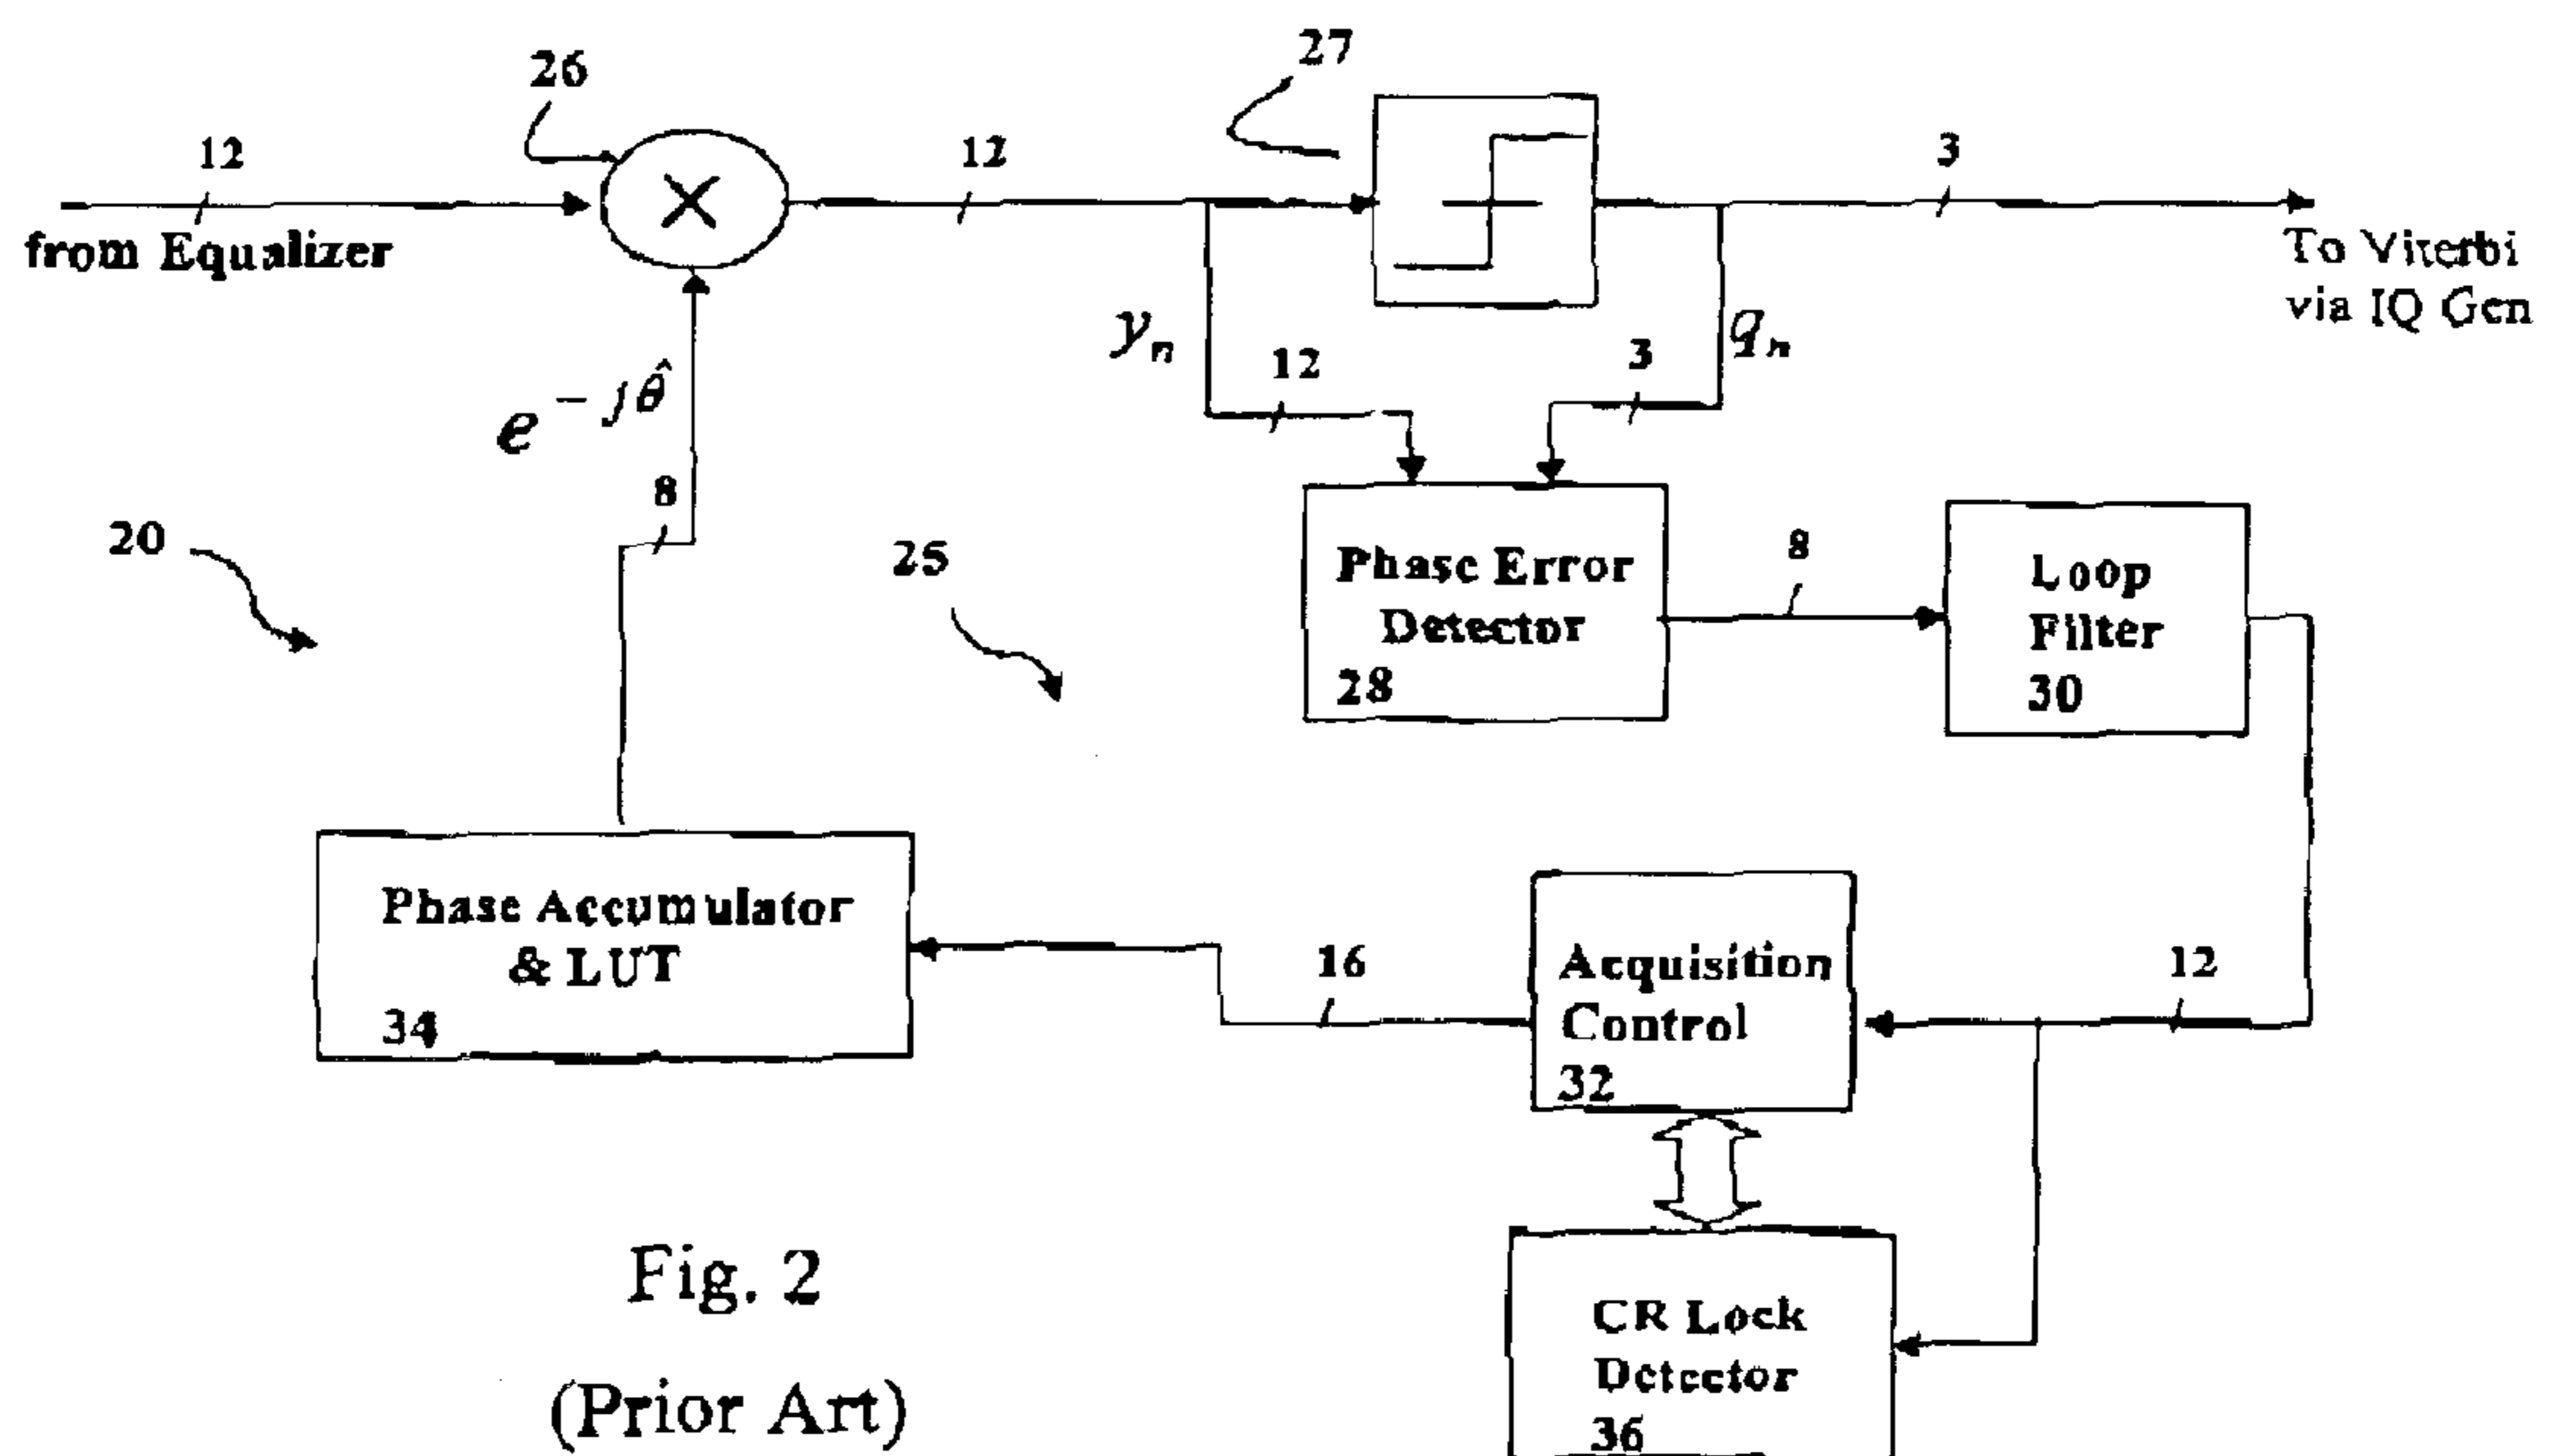 27
26
12
12
3
from Equalizer
To Viterbi
via IQ Gen
yₙ
qₙ
12
3
e^{-jθ̂}
8
20
25
Phase Error
Detector
28
8
Loop
Filter
30
Phase Accumulator
& LUT
34
16
Acquisition
Control
32
12
Fig. 2
(Prior Art)
CR Lock
Detector
36